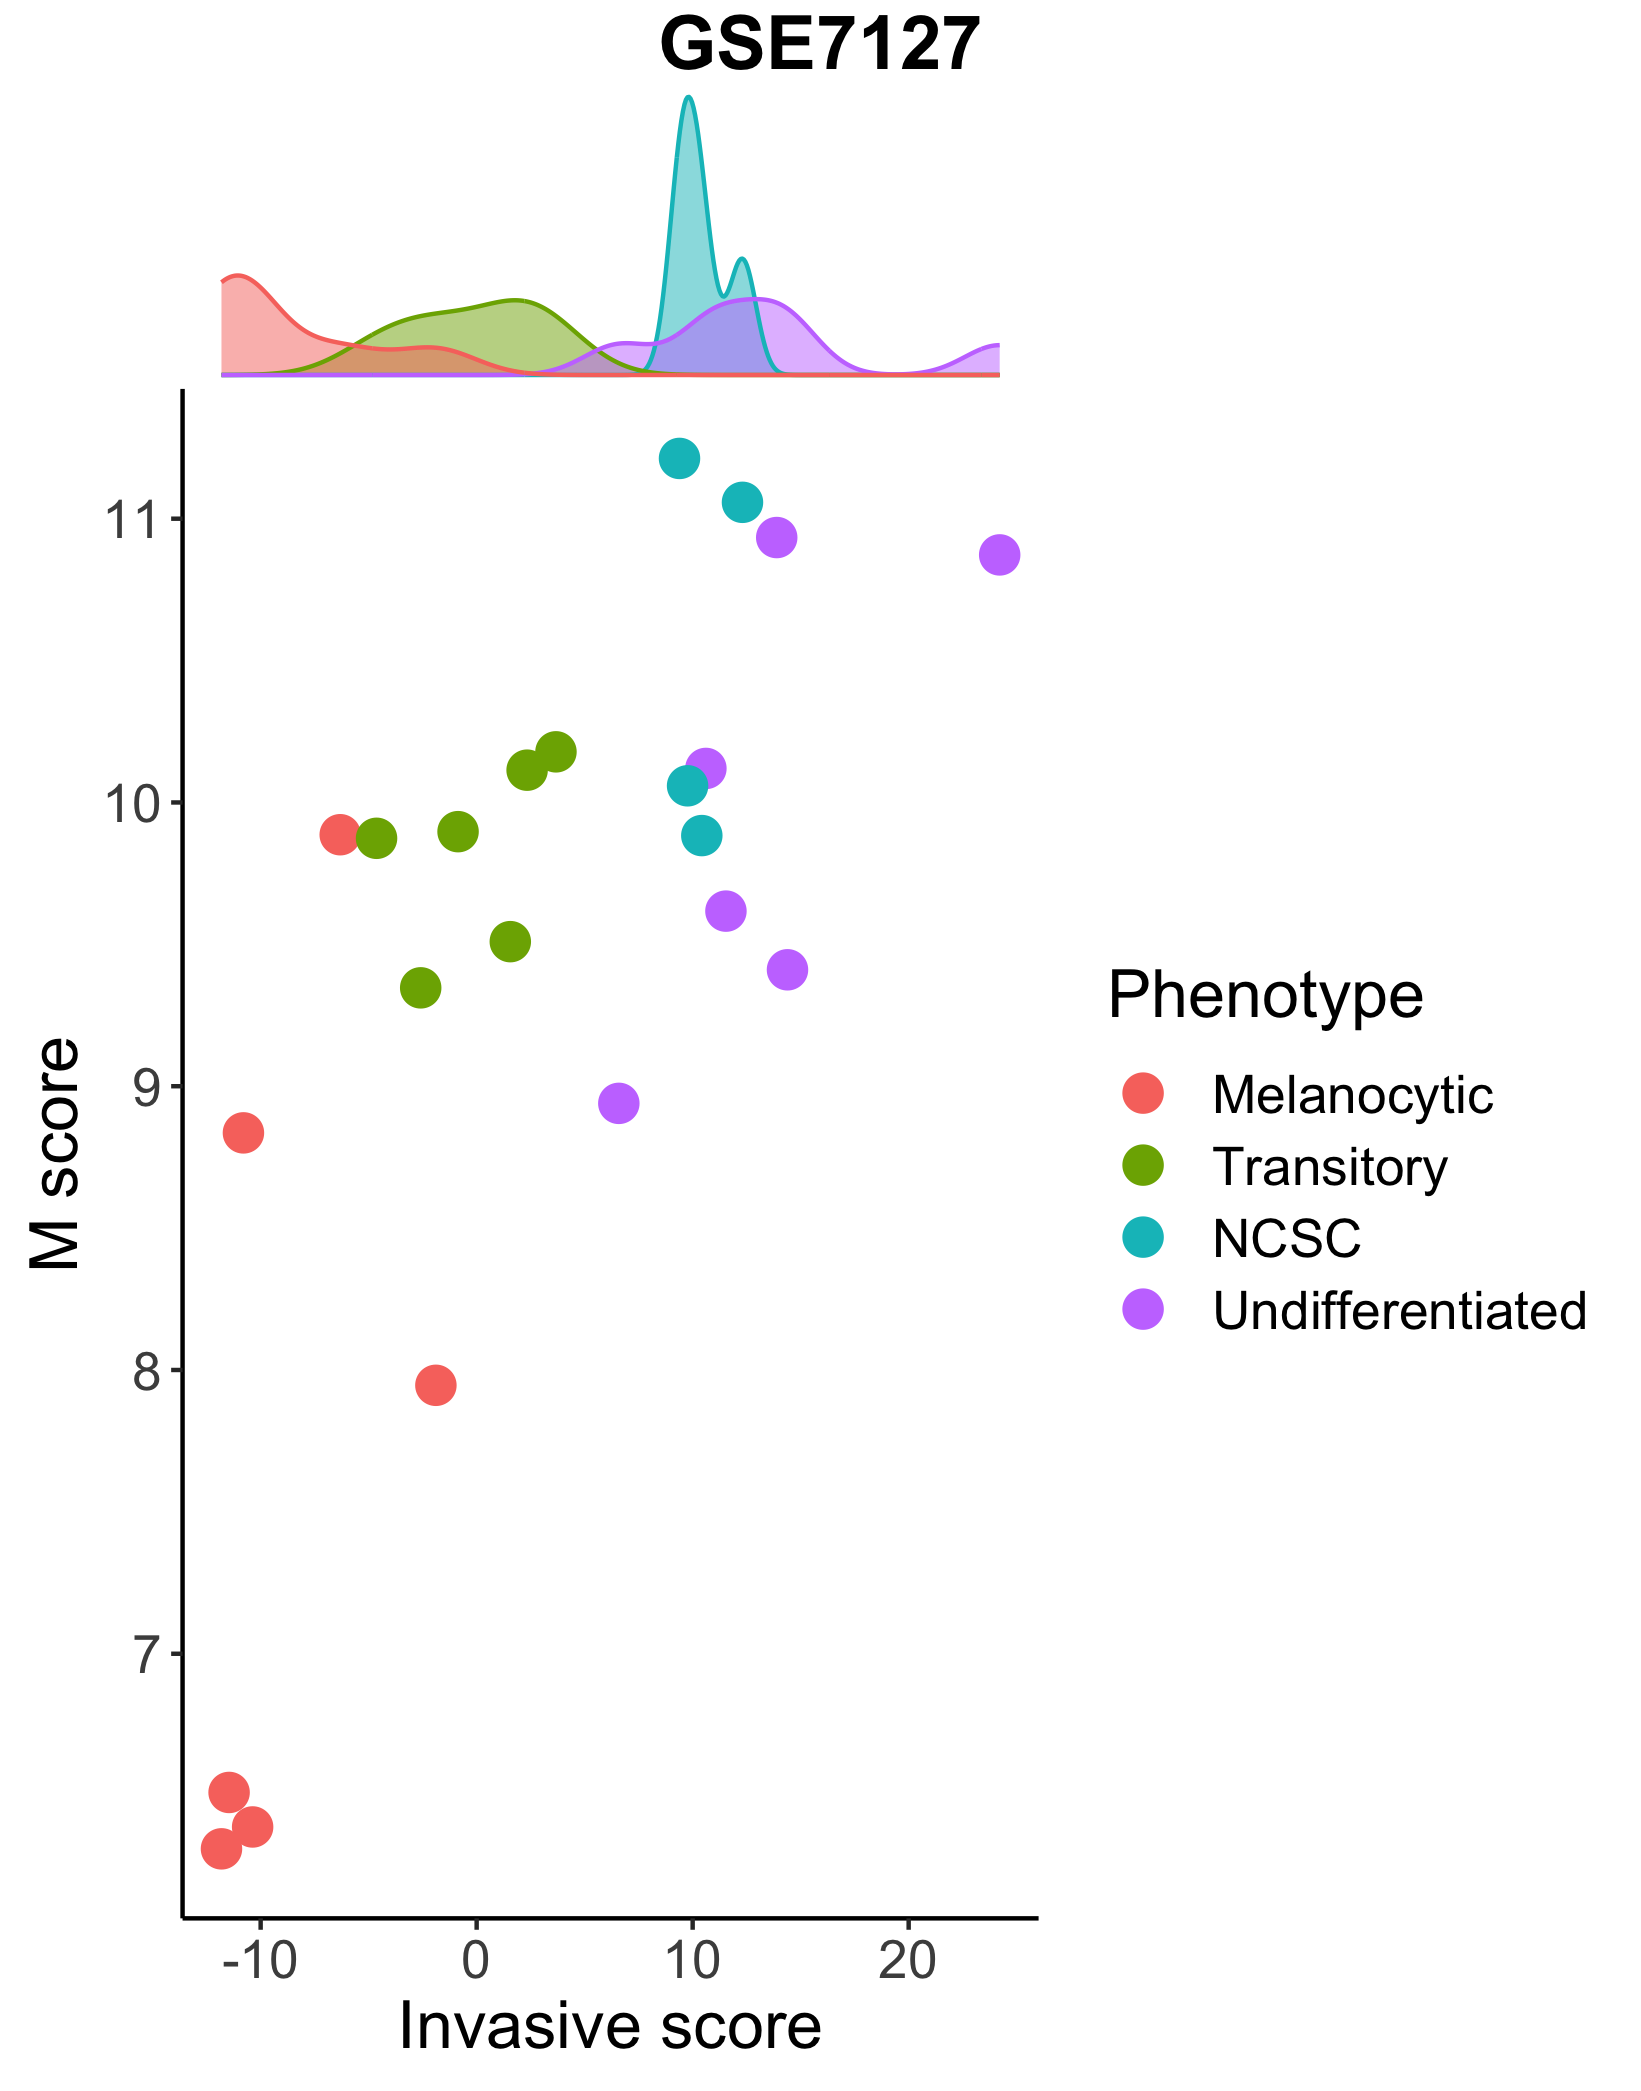 GSE7127
11
10
9
8
7
M score
-10 0 10 20
Invasive score
Phenotype
Melanocytic
Transitory
NCSC
Undifferentiated